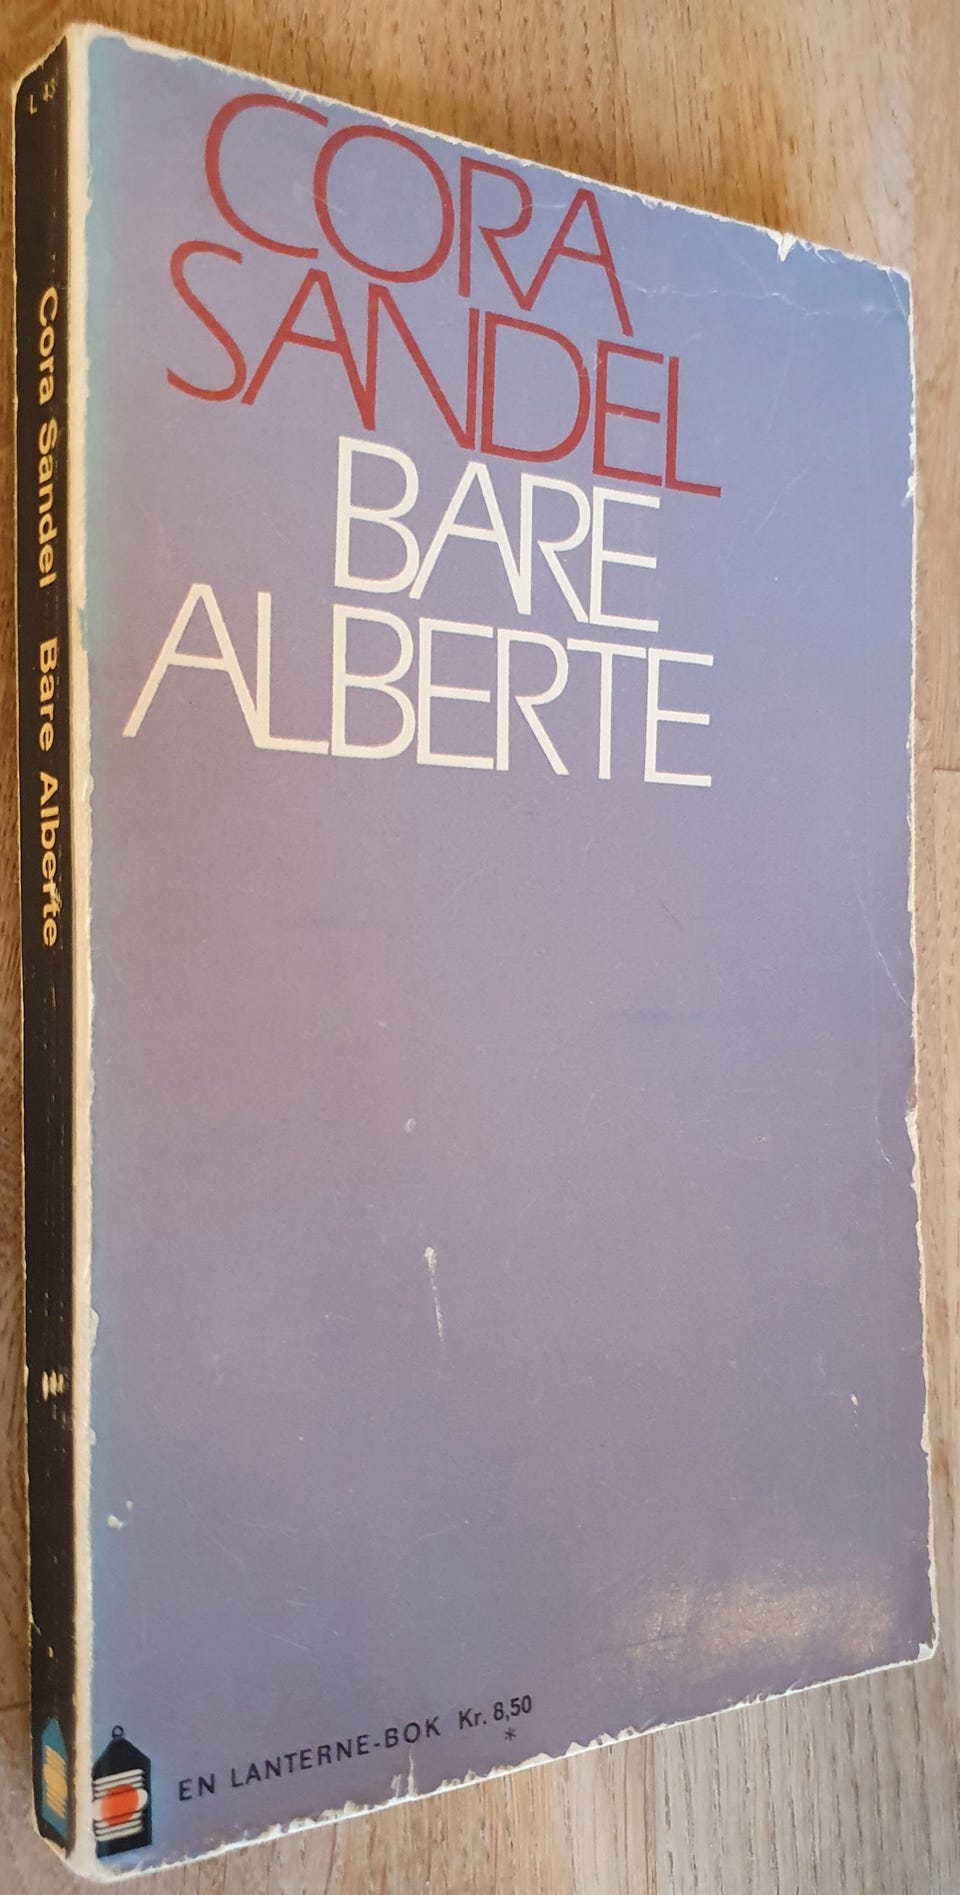 CORA
SANDEL
BARE
ALBERTE
EN LANTERNE-BOK Kr. 8,50
*
Cora Sandel Bare Alberte